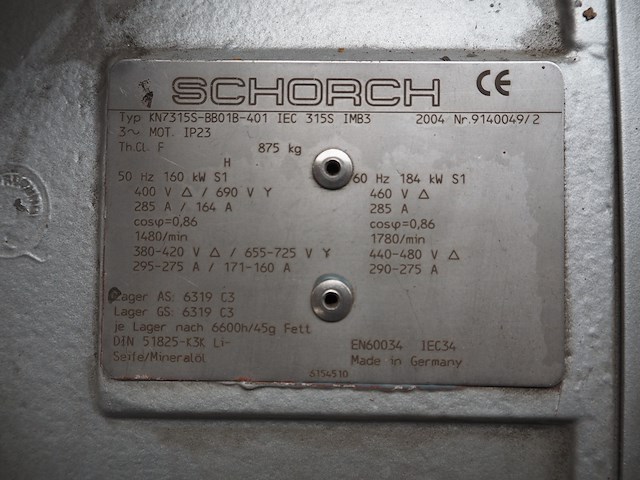 SCHORCH CE
Typ KN7315S-BB01B-401 IEC 315S IMB3 2004 Nr.9140049/2
3~ MOT. IP23
Th.Cl. F 875 kg
H
50 Hz 160 kW S1 60 Hz 184 kW S1
400 V △ / 690 V Y 460 V △
285 A / 164 A 285 A
cosφ=0,86 cosφ=0,86
1480/min 1780/min
380-420 V △ / 655-725 V Y 440-480 V △
295-275 A / 171-160 A 290-275 A
Lager AS: 6319 C3
Lager GS: 6319 C3
je Lager nach 6600h/45g Fett
DIN 51825-K3K Li- EN60034 IEC34
Seife/Mineralöl Made in Germany
6154510